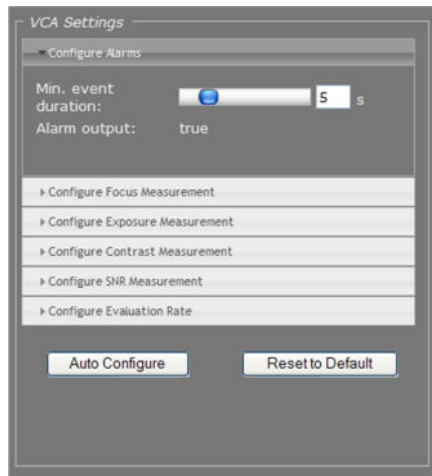 VCA Settings
Configure Alarms
Min. event
duration:
5 s
Alarm output: true
Configure Focus Measurement
Configure Exposure Measurement
Configure Contrast Measurement
Configure SNR Measurement
Configure Evaluation Rate
Auto Configure Reset to Default